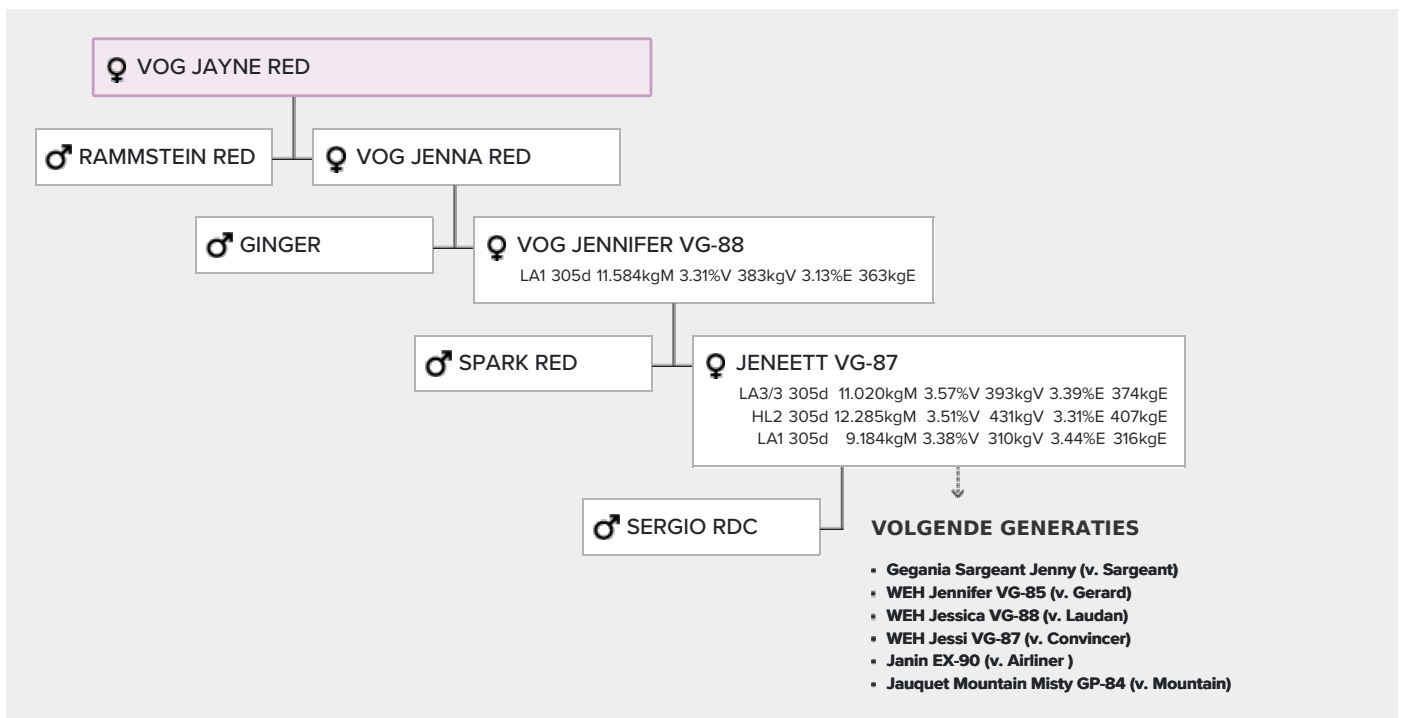 VOG JAYNE RED
RAMMSTEIN RED
VOG JENNA RED
GINGER
VOG JENNIFER VG-88
LA1 305d 11.584kgM 3.31%V 383kgV 3.13%E 363kgE
SPARK RED
JENEETT VG-87
LA3/3 305d 11.020kgM 3.57%V 393kgV 3.39%E 374kgE
HL2 305d 12.285kgM 3.51%V 431kgV 3.31%E 407kgE
LA1 305d 9.184kgM 3.38%V 310kgV 3.44%E 316kgE
SERGIO RDC
VOLGENDE GENERATIES
Gegania Sargeant Jenny (v. Sargeant)
WEH Jennifer VG-85 (v. Gerard)
WEH Jessica VG-88 (v. Laudan)
WEH Jessi VG-87 (v. Convincer)
Janin EX-90 (v. Airliner )
Jauquet Mountain Misty GP-84 (v. Mountain)